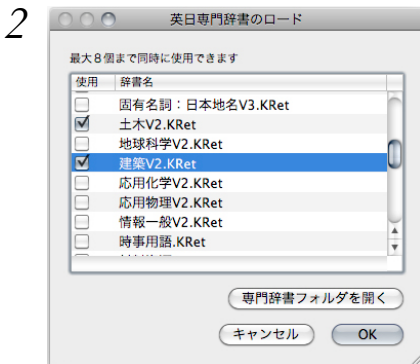 2
英日専門辞書のロード
最大8個まで同時に使用できます
使用 辞書名
固有名詞：日本地名V3.KRet
土木V2.KRet
地球科学V2.KRet
建築V2.KRet
応用化学V2.KRet
応用物理V2.KRet
情報一般V2.KRet
時事用語.KRet
専門辞書フォルダを開く
キャンセル OK